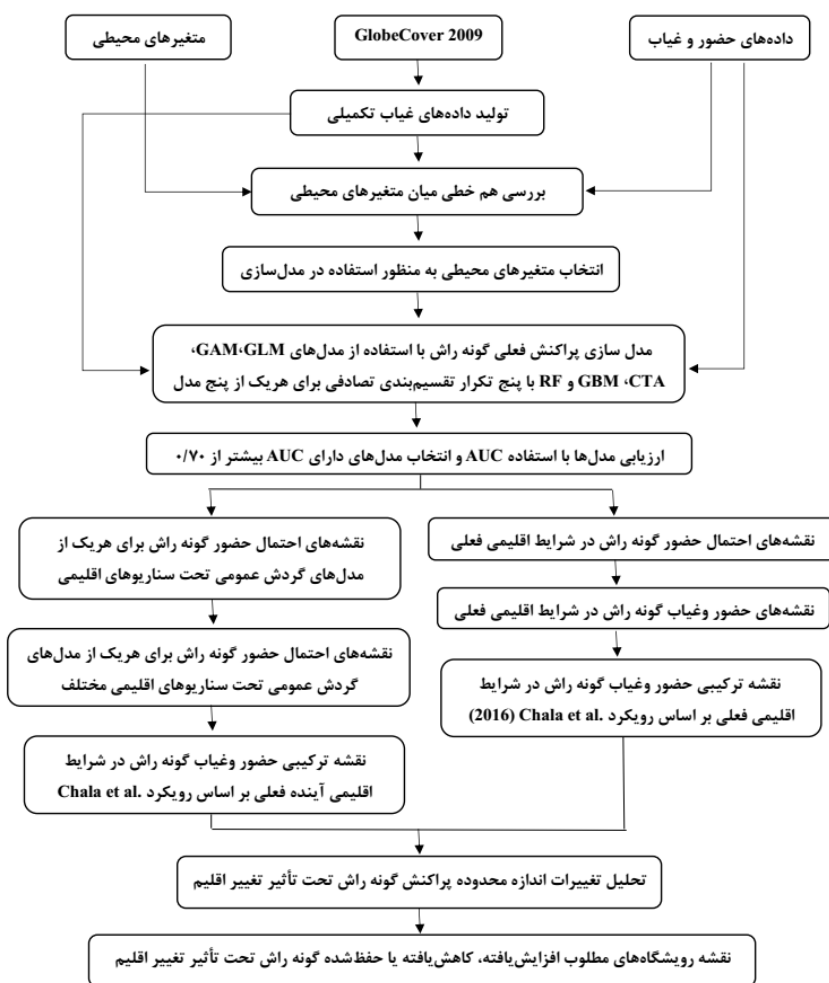 داده‌های حضور و غیاب
GlobeCover 2009
متغیرهای محیطی
تولید داده‌های غیاب تکمیلی
بررسی هم خطی میان متغیرهای محیطی
انتخاب متغیرهای محیطی به منظور استفاده در مدل‌سازی
مدل سازی پراکنش فعلی گونه راش با استفاده از مدل‌های GAM،GLM،
GBM ،CTA و RF با پنج تکرار تقسیم‌بندی تصادفی برای هریک از پنج مدل
ارزیابی مدل‌ها با استفاده AUC و انتخاب مدل‌های دارای AUC بیشتر از ۰/۷۰
نقشه‌های احتمال حضور گونه راش در شرایط اقلیمی فعلی
نقشه‌های حضور وغیاب گونه راش در شرایط اقلیمی فعلی
نقشه ترکیبی حضور وغیاب گونه راش در شرایط
اقلیمی فعلی بر اساس رویکرد Chala et al. (2016)
نقشه‌های احتمال حضور گونه راش برای هریک از
مدل‌های گردش عمومی تحت سناریوهای اقلیمی
نقشه‌های احتمال حضور گونه راش برای هریک از مدل‌های
گردش عمومی تحت سناریوهای اقلیمی مختلف
نقشه ترکیبی حضور وغیاب گونه راش در شرایط
اقلیمی آینده فعلی بر اساس رویکرد Chala et al.
تحلیل تغییرات اندازه محدوده پراکنش گونه راش تحت تأثیر تغییر اقلیم
نقشه رویشگاه‌های مطلوب افزایش‌یافته، کاهش‌یافته یا حفظ‌شده گونه راش تحت تأثیر تغییر اقلیم